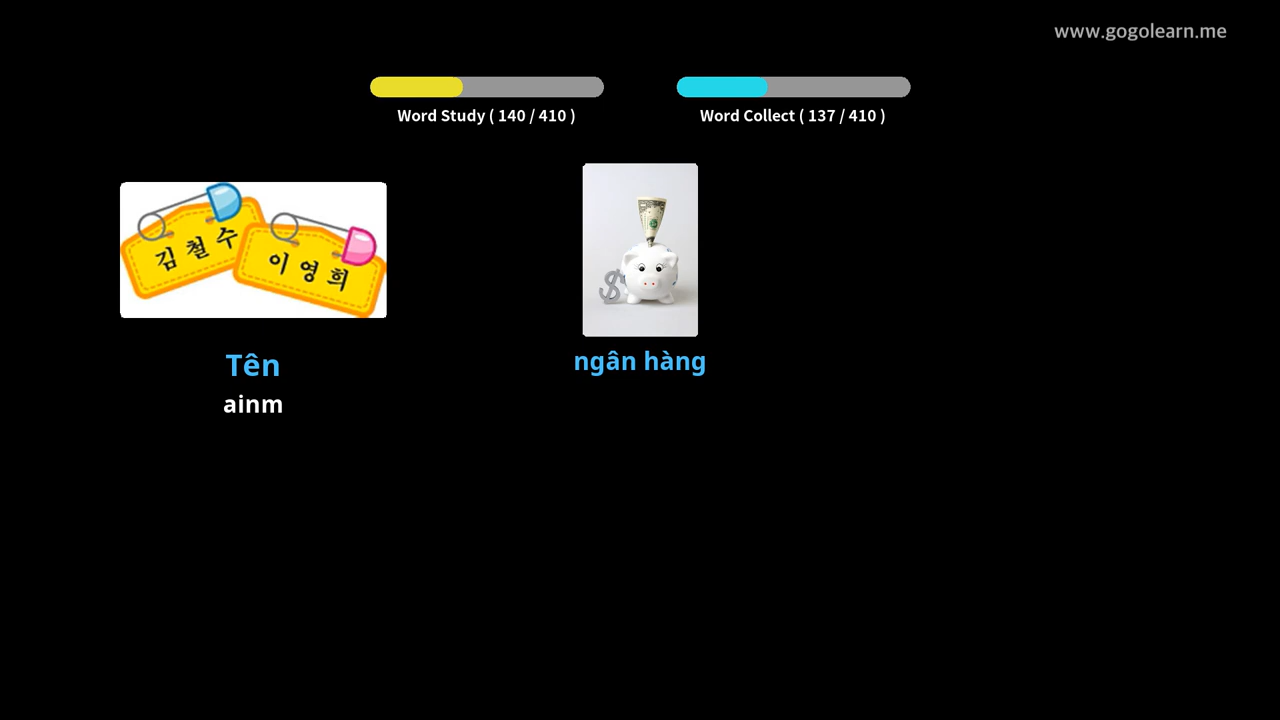 www.gogolearn.me
Word Study ( 140 / 410 )
Word Collect ( 137 / 410 )
김철수
이영희
$
Tên
ainm
ngân hàng